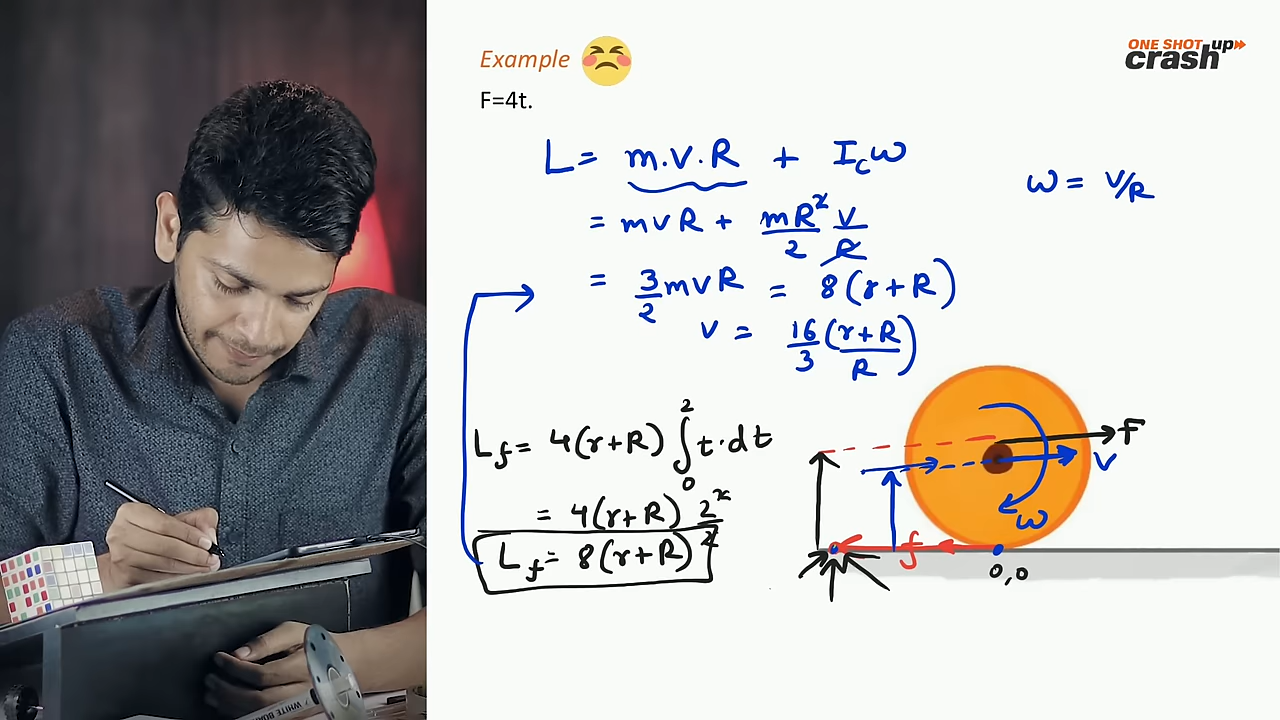 Example
ONE SHOT up
crash
F=4t.
L = m.v.R + I_c ω
ω = v/R
= mvR + mR²/2 v/R
= 3/2 mvR = 8(r+R)
v = 16/3 (r+R/R)
L_f = 4(r+R) ∫₀² t·dt
= 4(r+R) 2²/2
L_f = 8(r+R)
F
v
ω
f
0,0